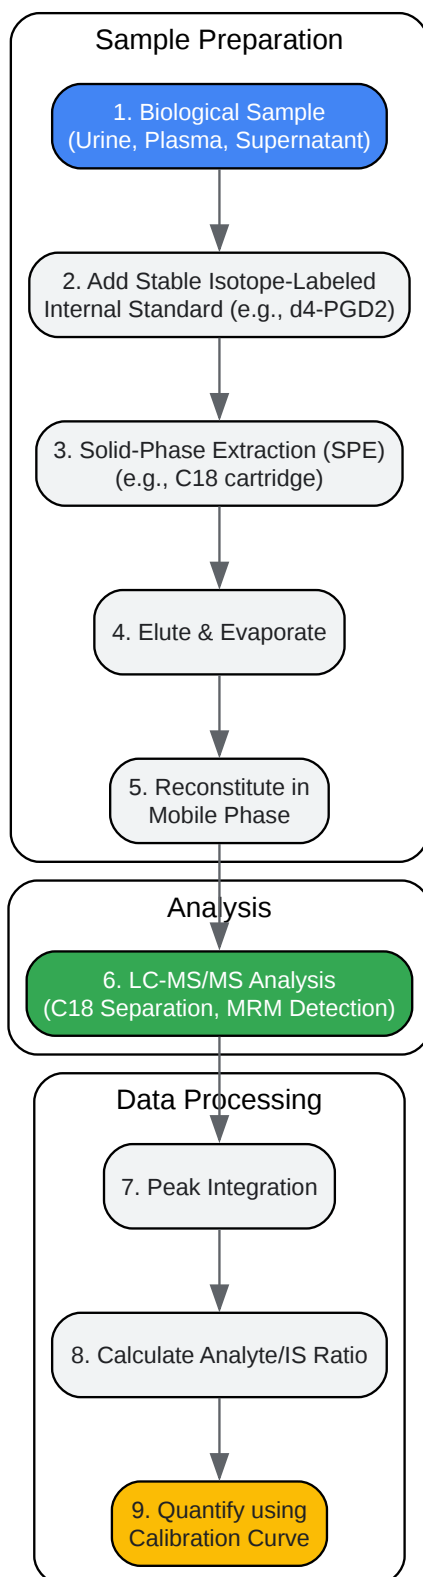 Sample Preparation
1. Biological Sample
(Urine, Plasma, Supernatant)
2. Add Stable Isotope-Labeled
Internal Standard (e.g., d4-PGD2)
3. Solid-Phase Extraction (SPE)
(e.g., C18 cartridge)
4. Elute & Evaporate
5. Reconstitute in
Mobile Phase
Analysis
6. LC-MS/MS Analysis
(C18 Separation, MRM Detection)
Data Processing
7. Peak Integration
8. Calculate Analyte/IS Ratio
9. Quantify using
Calibration Curve